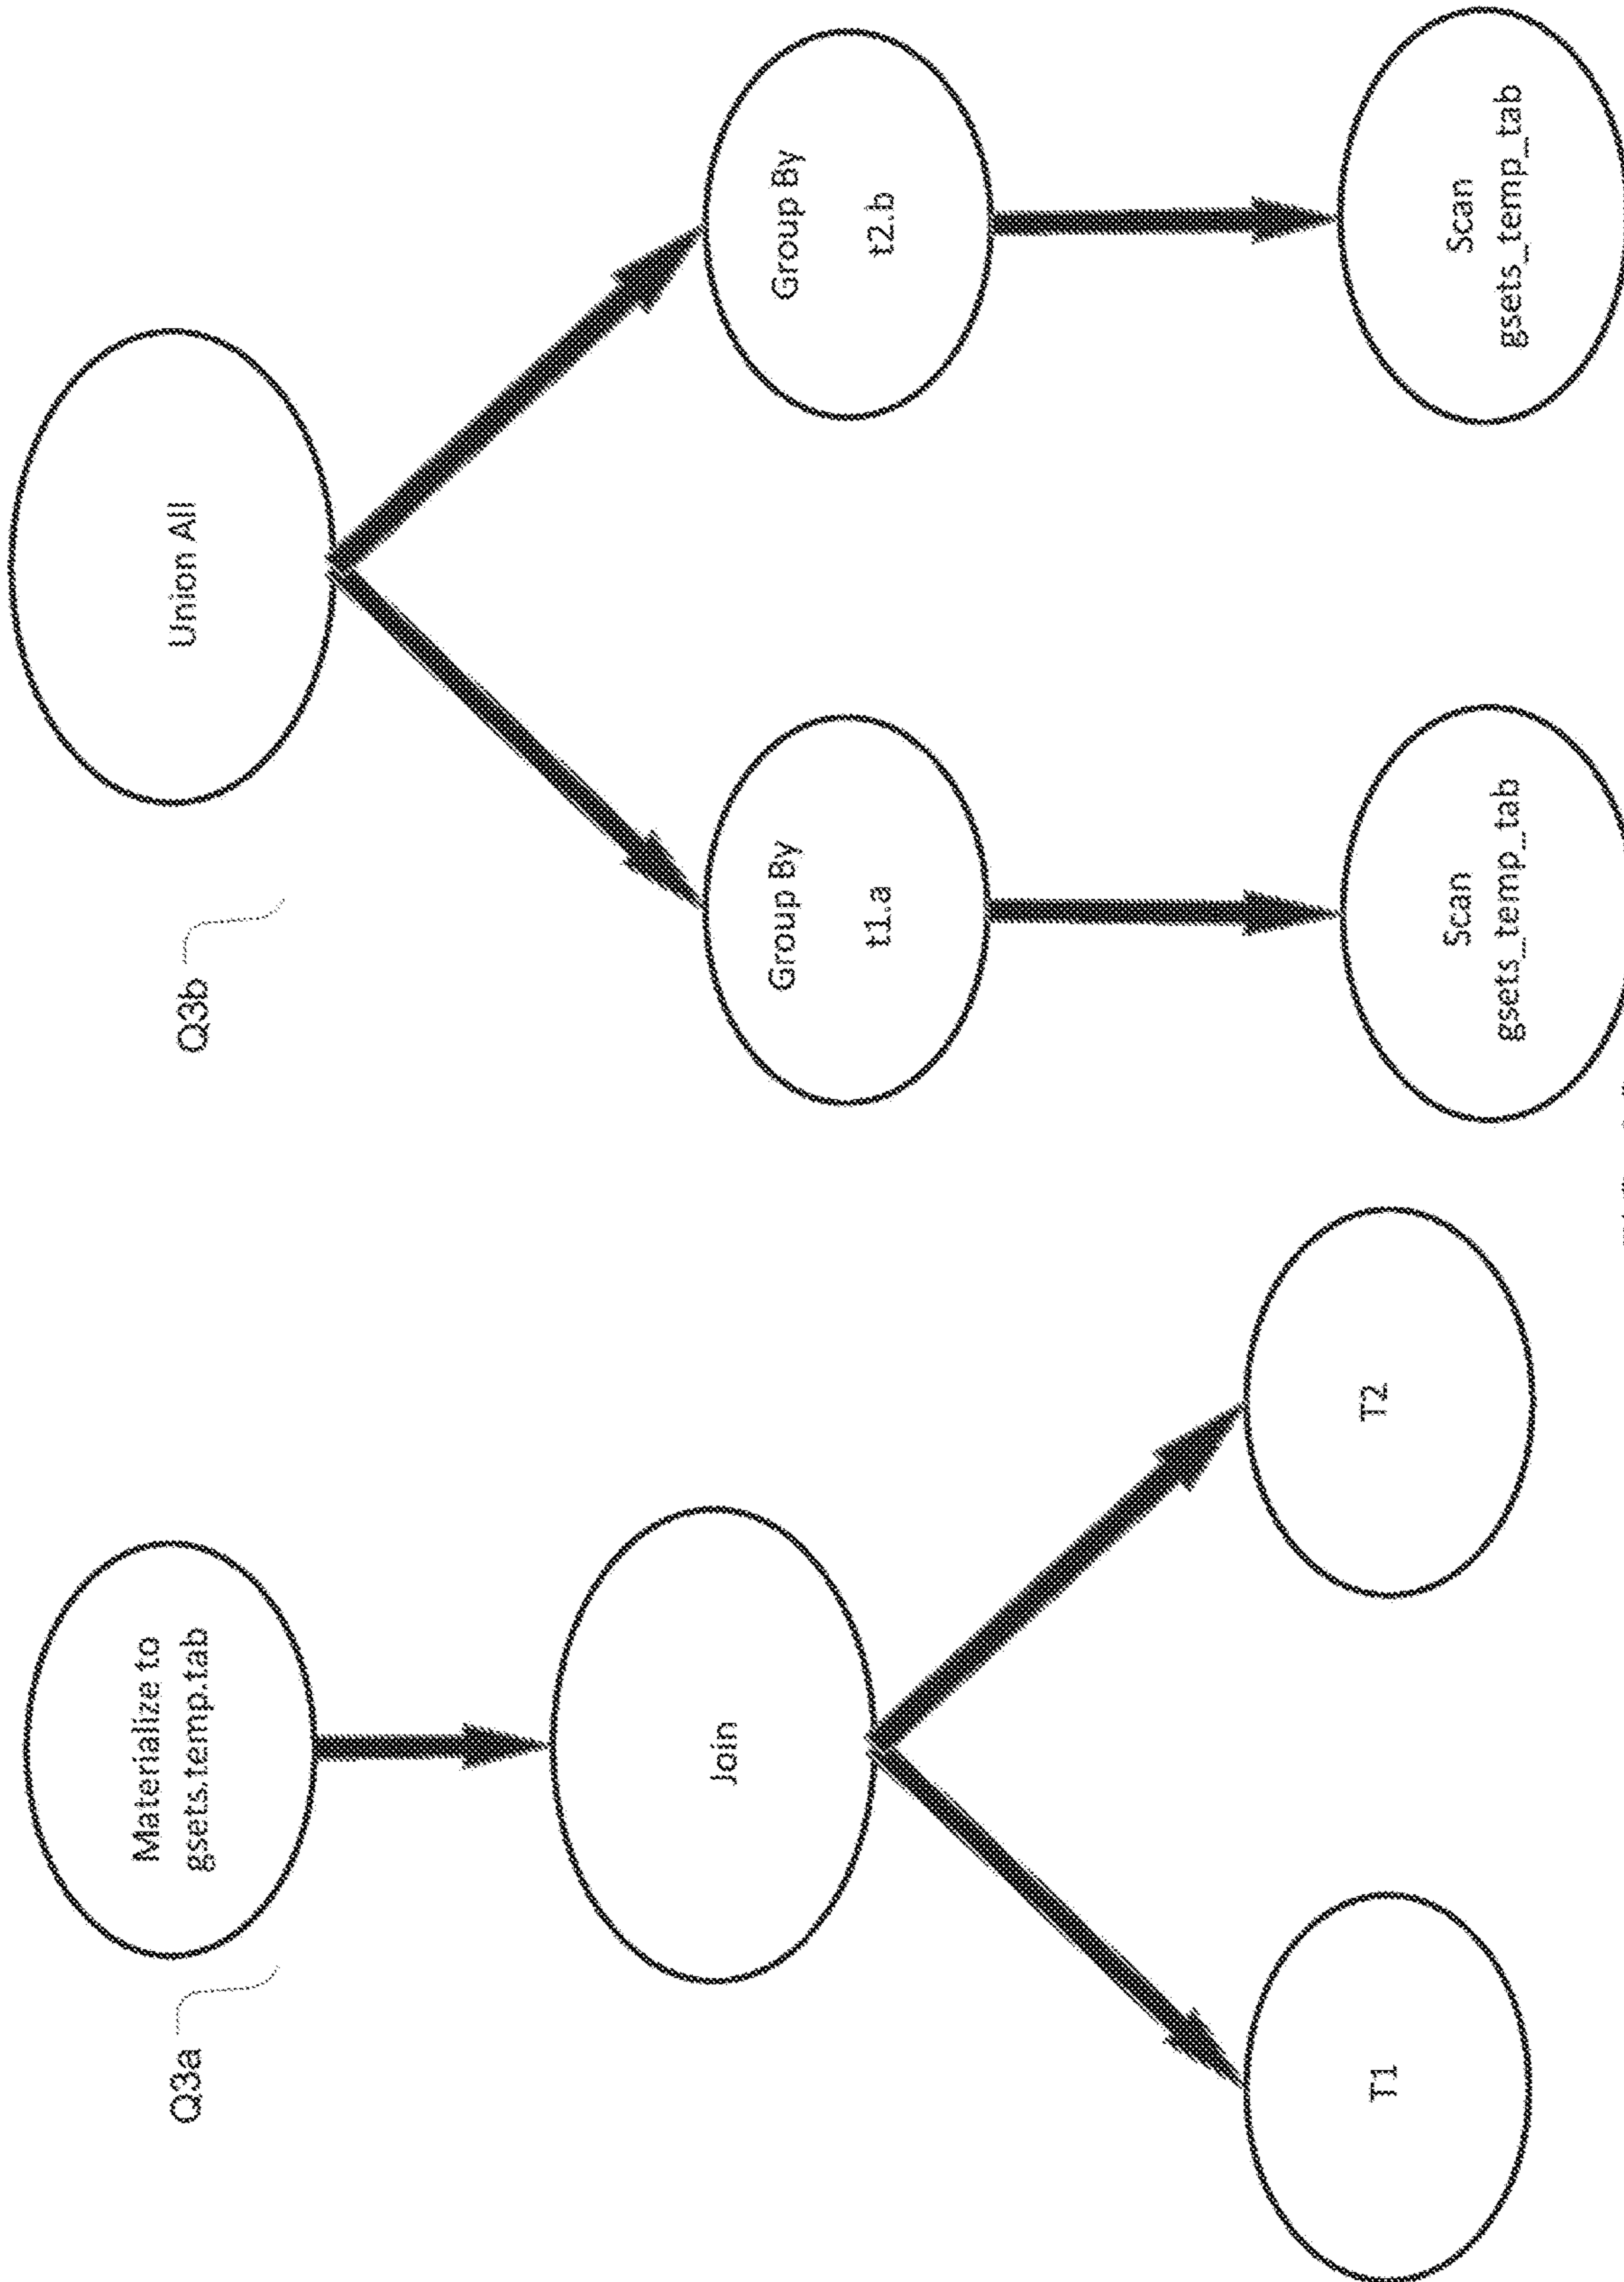 Q3a
Materialize to
gsets.temp.tab
Join
T1
T2
Q3b
Union All
Group By
t1.a
Group By
t2.b
Scan
gsets_temp_tab
Scan
gsets_temp_tab